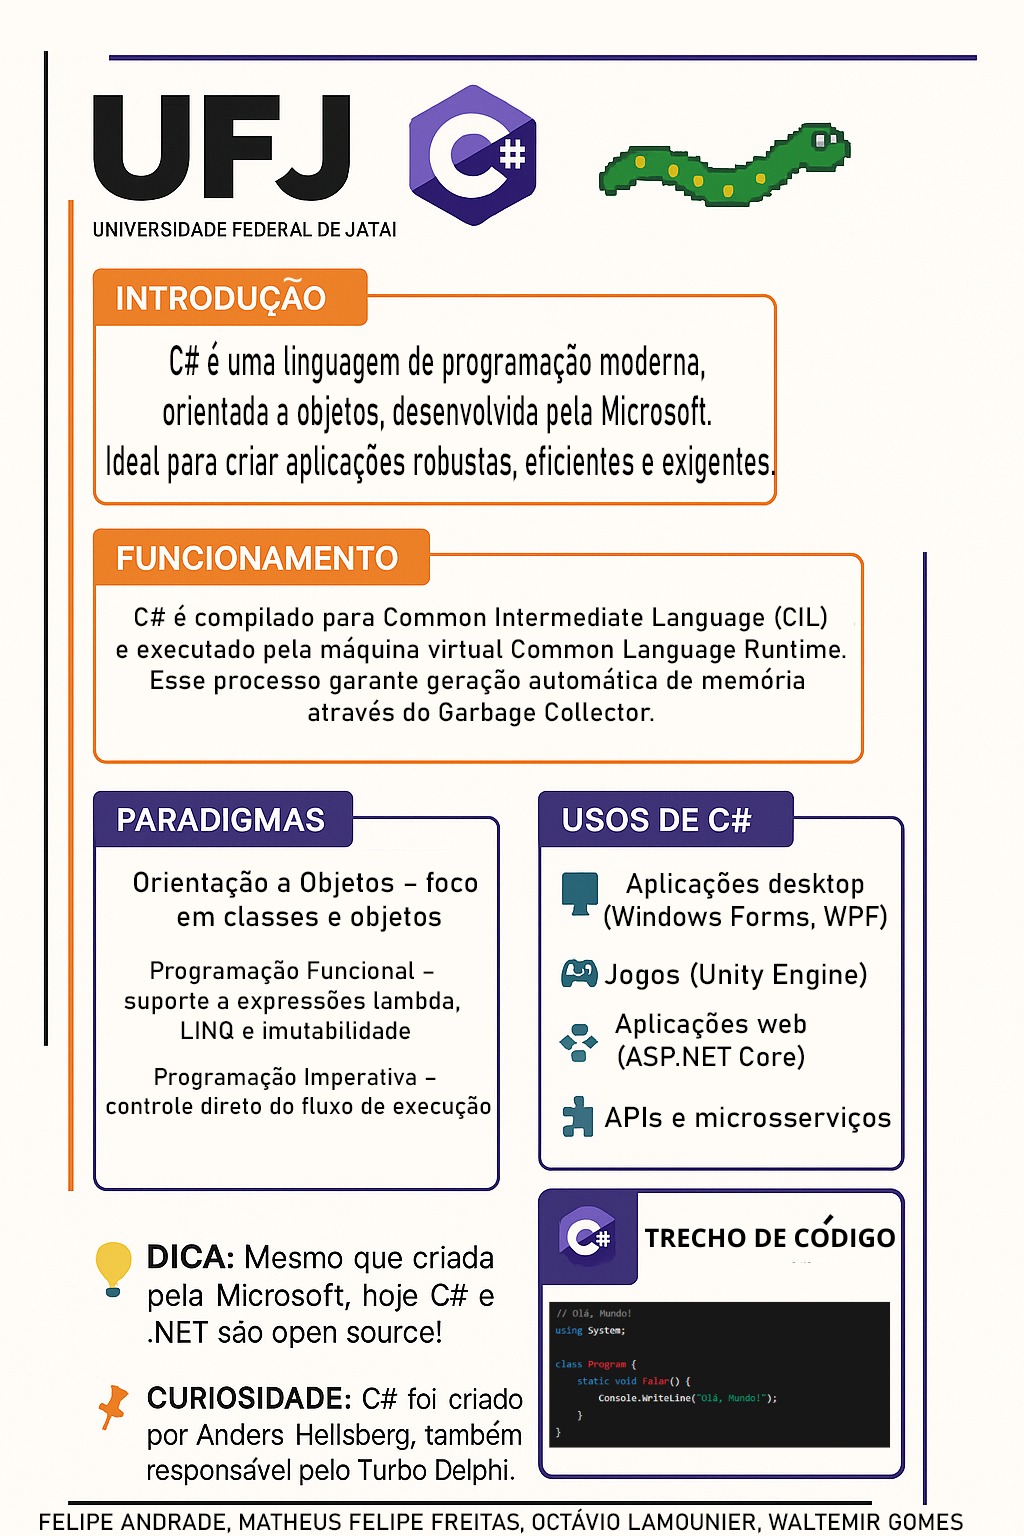 UFJ
UNIVERSIDADE FEDERAL DE JATAI
C#
INTRODUÇÃO
C# é uma linguagem de programação moderna,
orientada a objetos, desenvolvida pela Microsoft.
Ideal para criar aplicações robustas, eficientes e exigentes.
FUNCIONAMENTO
C# é compilado para Common Intermediate Language (CIL)
e executado pela máquina virtual Common Language Runtime.
Esse processo garante geração automática de memória
através do Garbage Collector.
PARADIGMAS
Orientação a Objetos – foco
em classes e objetos
Programação Funcional –
suporte a expressões lambda,
LINQ e imutabilidade
Programação Imperativa –
controle direto do fluxo de execução
USOS DE C#
Aplicações desktop
(Windows Forms, WPF)
Jogos (Unity Engine)
Aplicações web
(ASP.NET Core)
APIs e microsserviços
DICA: Mesmo que criada
pela Microsoft, hoje C# e
.NET são open source!
CURIOSIDADE: C# foi criado
por Anders Hellsberg, também
responsável pelo Turbo Delphi.
C#
TRECHO DE CÓDIGO
// Olá, Mundo!
using System;
class Program {
static void Falar() {
Console.WriteLine("Olá, Mundo!");
}
}
FELIPE ANDRADE, MATHEUS FELIPE FREITAS, OCTÁVIO LAMOUNIER, WALTEMIR GOMES